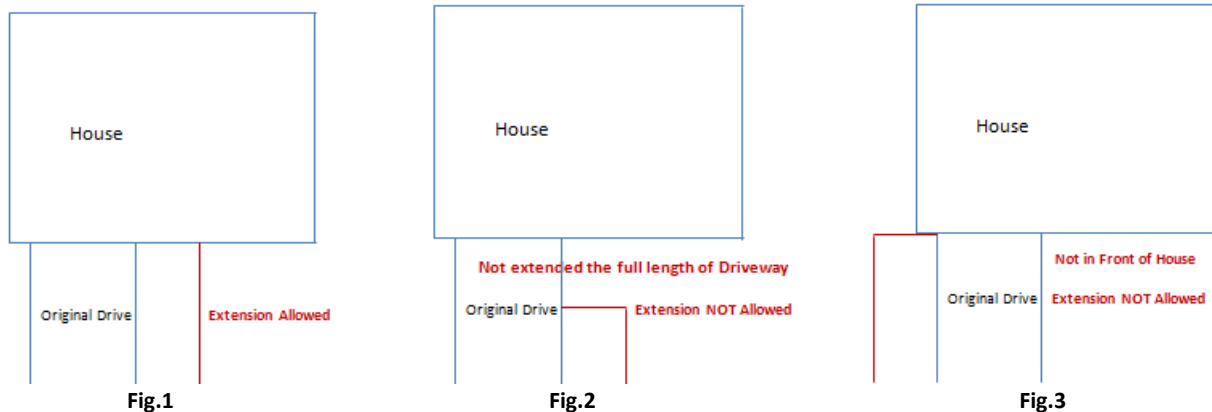 House
Original Drive
Extension Allowed
Fig.1
House
Not extended the full length of Driveway
Original Drive
Extension NOT Allowed
Fig.2
House
Not in Front of House
Original Drive
Extension NOT Allowed
Fig.3